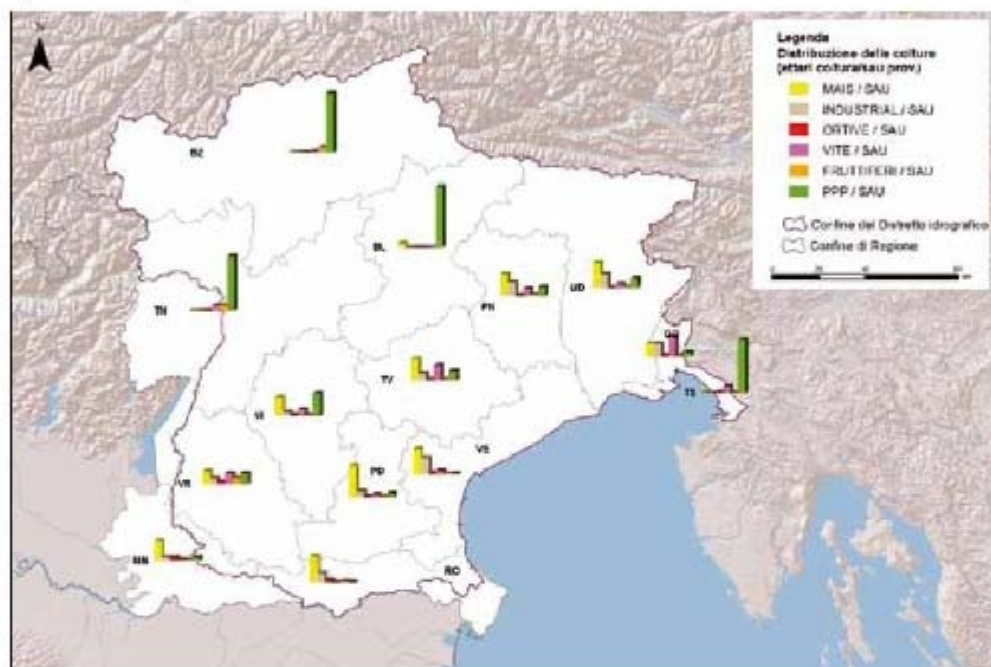 Legenda
Distribuzione delle colture
(ettari coltura/sau prov.)
MAIS / SAU
INDUSTRIAL / SAU
ORTIVE / SAU
VITE / SAU
FRUTTIFERI / SAU
PPP / SAU
Confine del Distretto idrografico
Confine di Regione
BZ
BL
TN
PN
UD
GO
TS
TV
VI
VE
PD
VR
MN
RO